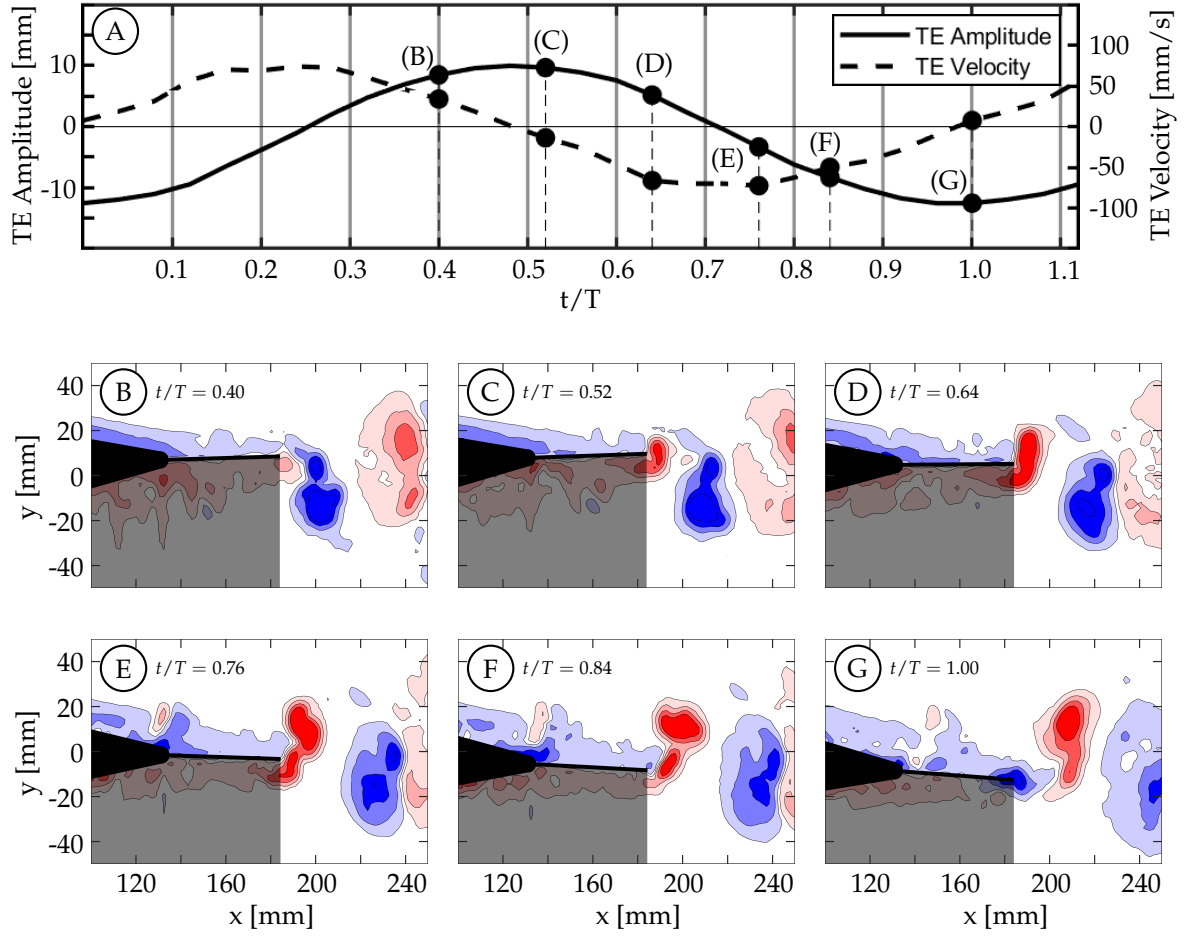 A
TE Amplitude [mm]
10
0
-10
(B)
(C)
(D)
(E)
(F)
(G)
TE Amplitude
TE Velocity
100
50
0
-50
-100
TE Velocity [mm/s]
0.1 0.2 0.3 0.4 0.5 0.6 0.7 0.8 0.9 1.0 1.1
t/T
y [mm]
40
20
0
-20
-40
B t/T = 0.40
C t/T = 0.52
D t/T = 0.64
y [mm]
40
20
0
-20
-40
E t/T = 0.76
F t/T = 0.84
G t/T = 1.00
120 160 200 240 120 160 200 240 120 160 200 240
x [mm] x [mm] x [mm]